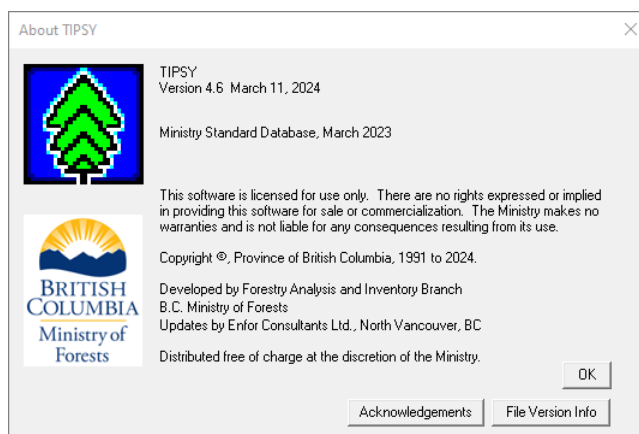 About TIPSY
TIPSY
Version 4.6 March 11, 2024
Ministry Standard Database, March 2023
This software is licensed for use only. There are no rights expressed or implied
in providing this software for sale or commercialization. The Ministry makes no
warranties and is not liable for any consequences resulting from its use.
Copyright ©, Province of British Columbia, 1991 to 2024.
Developed by Forestry Analysis and Inventory Branch
B.C. Ministry of Forests
Updates by Enfor Consultants Ltd., North Vancouver, BC
Distributed free of charge at the discretion of the Ministry.
BRITISH
COLUMBIA
Ministry of
Forests
OK
Acknowledgements
File Version Info